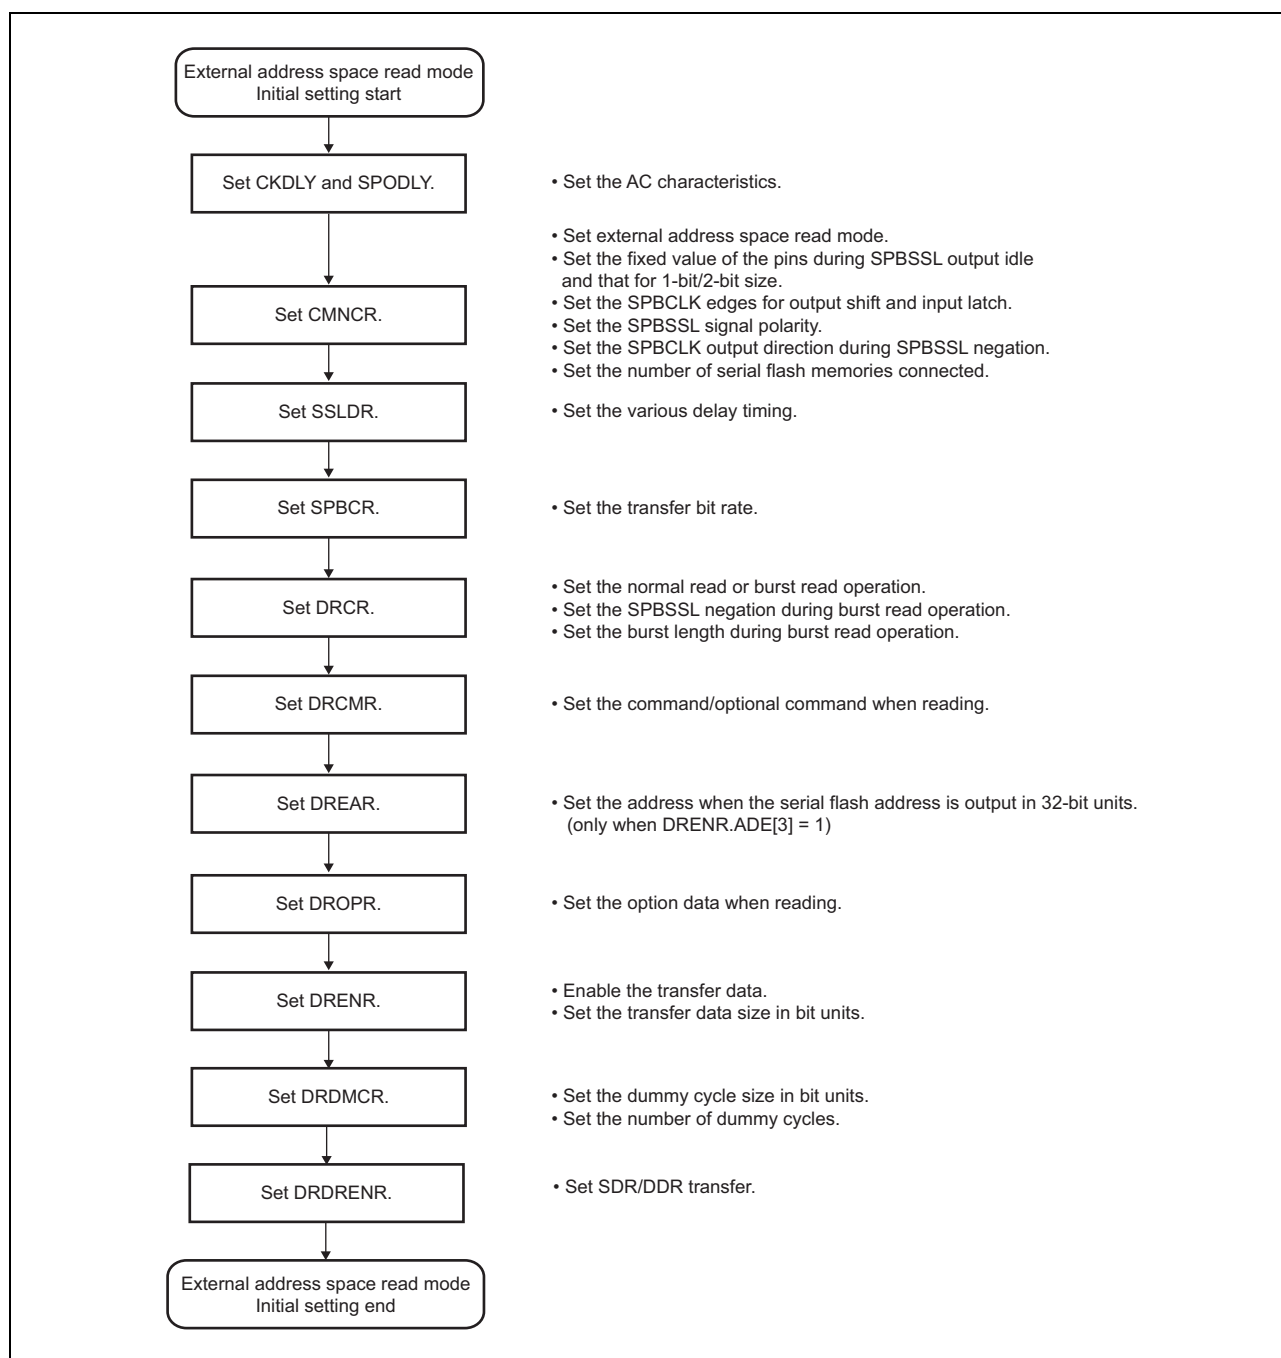 External address space read mode
Initial setting start
Set CKDLY and SPODLY.
• Set the AC characteristics.
Set CMNCR.
• Set external address space read mode.
• Set the fixed value of the pins during SPBSSL output idle
and that for 1-bit/2-bit size.
• Set the SPBCLK edges for output shift and input latch.
• Set the SPBSSL signal polarity.
• Set the SPBCLK output direction during SPBSSL negation.
• Set the number of serial flash memories connected.
Set SSLDR.
• Set the various delay timing.
Set SPBCR.
• Set the transfer bit rate.
Set DRCR.
• Set the normal read or burst read operation.
• Set the SPBSSL negation during burst read operation.
• Set the burst length during burst read operation.
Set DRCMR.
• Set the command/optional command when reading.
Set DREAR.
• Set the address when the serial flash address is output in 32-bit units.
(only when DRENR.ADE[3] = 1)
Set DROPR.
• Set the option data when reading.
Set DRENR.
• Enable the transfer data.
• Set the transfer data size in bit units.
Set DRDMCR.
• Set the dummy cycle size in bit units.
• Set the number of dummy cycles.
Set DRDRENR.
• Set SDR/DDR transfer.
External address space read mode
Initial setting end